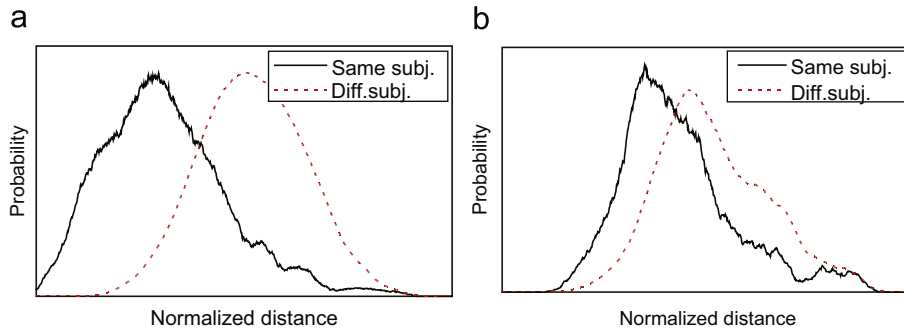 a
Same subj.
Diff.subj.
Probability
Normalized distance
b
Same subj.
Diff.subj.
Probability
Normalized distance